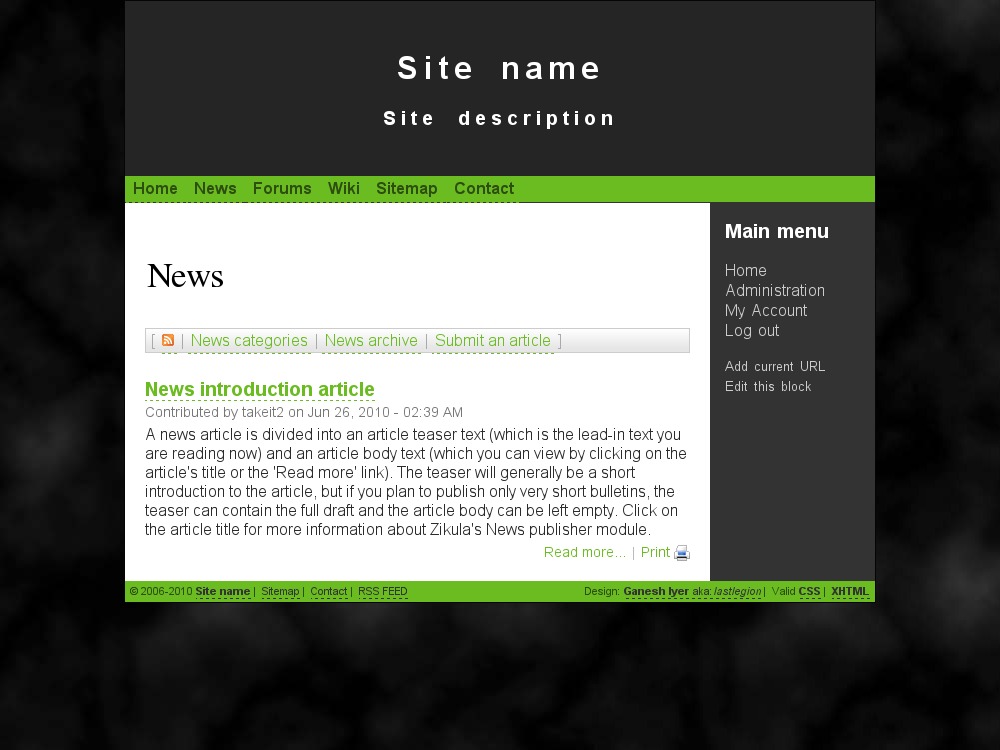 Site name
Site description
Home News Forums Wiki Sitemap Contact
News
[ | News categories | News archive | Submit an article ]
News introduction article
Contributed by takeit2 on Jun 26, 2010 - 02:39 AM
A news article is divided into an article teaser text (which is the lead-in text you
are reading now) and an article body text (which you can view by clicking on the
article's title or the 'Read more' link). The teaser will generally be a short
introduction to the article, but if you plan to publish only very short bulletins, the
teaser can contain the full draft and the article body can be left empty. Click on
the article title for more information about Zikula's News publisher module.
Read more... | Print
Main menu
Home
Administration
My Account
Log out
Add current URL
Edit this block
© 2006-2010 Site name | Sitemap | Contact | RSS FEED
Design: Ganesh Iyer aka: lastlegion | Valid CSS | XHTML